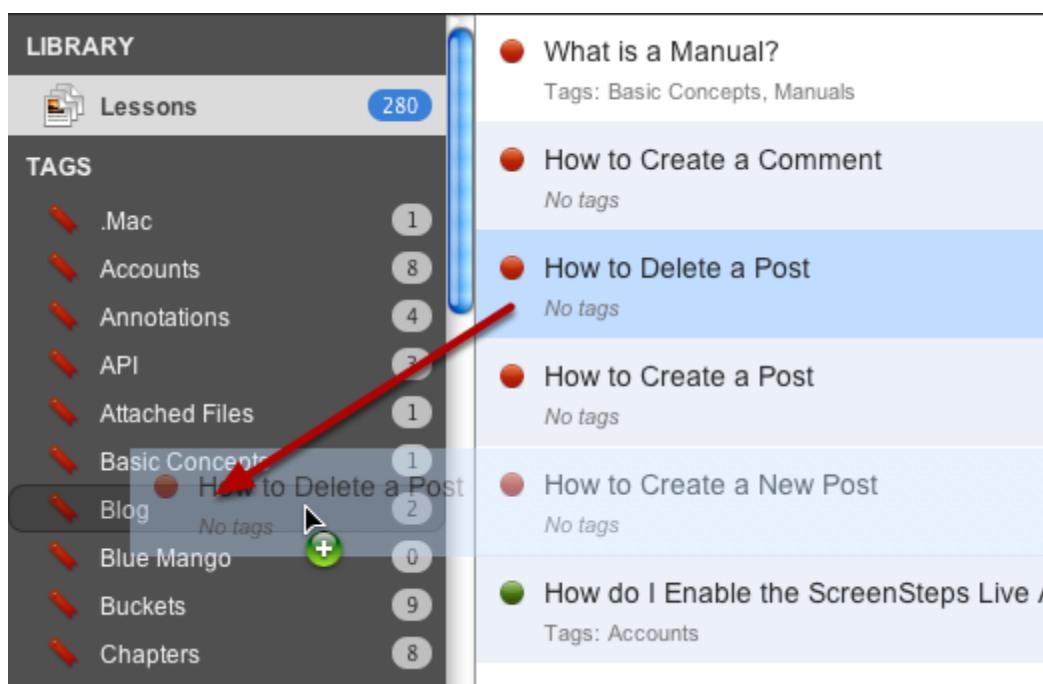 LIBRARY
Lessons 280
TAGS
.Mac 1
Accounts 8
Annotations 4
API 3
Attached Files 1
Basic Concepts 1
Blog 2
Blue Mango 0
Buckets 9
Chapters 8
What is a Manual?
Tags: Basic Concepts, Manuals
How to Create a Comment
No tags
How to Delete a Post
No tags
How to Create a Post
No tags
How to Delete a Post
No tags
How to Create a New Post
No tags
How do I Enable the ScreenSteps Live
Tags: Accounts